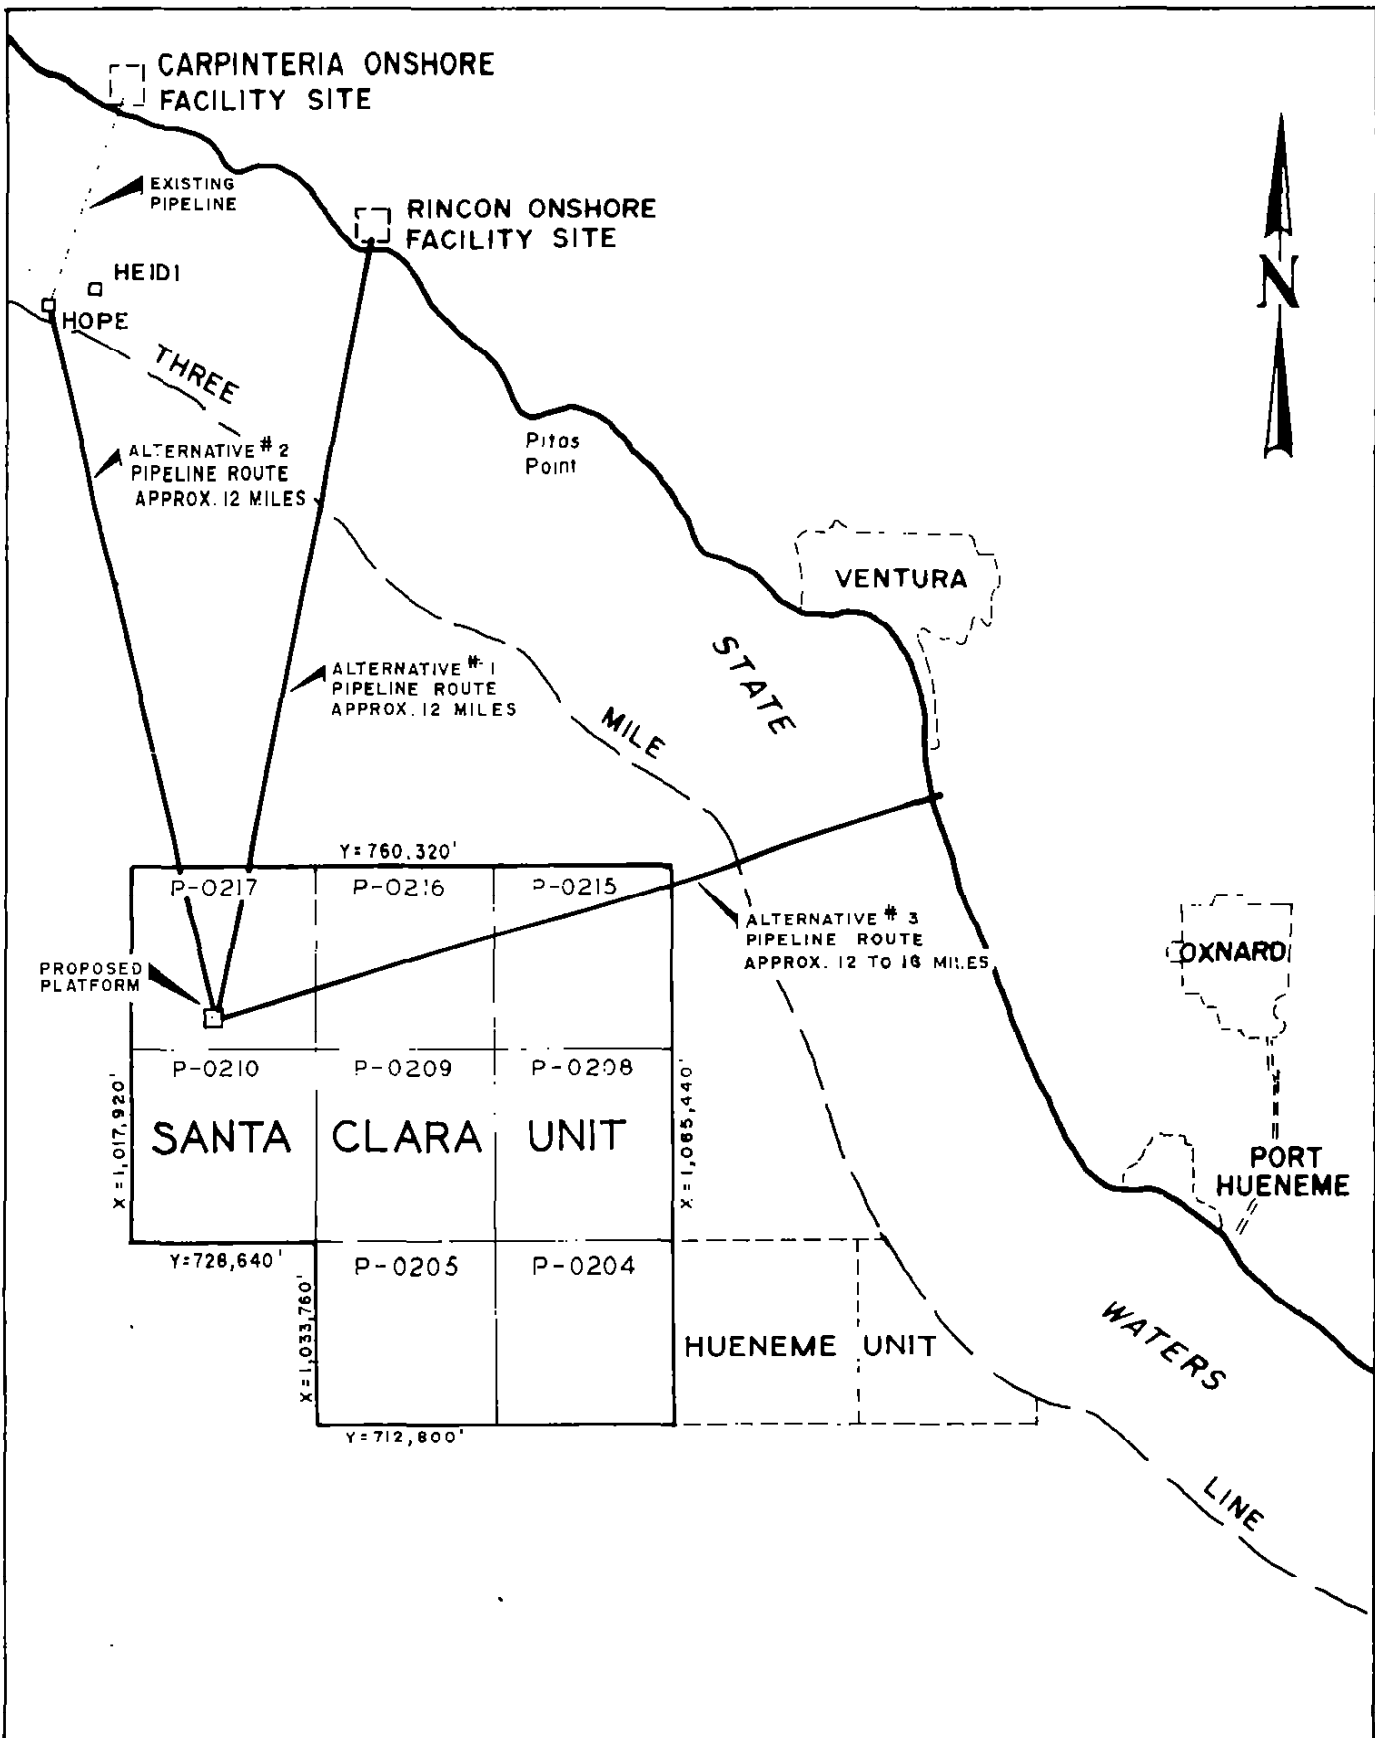 CARPINTERIA ONSHORE
FACILITY SITE
EXISTING
PIPELINE
RINCON ONSHORE
FACILITY SITE
HEIDI
HOPE
N
THREE
Pitas
Point
ALTERNATIVE # 2
PIPELINE ROUTE
APPROX. 12 MILES
VENTURA
STATE
ALTERNATIVE # 1
PIPELINE ROUTE
APPROX. 12 MILES
MILE
Y=760,320'
P-0217
P-0216
P-0215
ALTERNATIVE # 3
PIPELINE ROUTE
APPROX. 12 TO MILES
OXNARD
PROPOSED
PLATFORM
P-0210
P-0209
P-0208
X=1,017,920'
SANTA CLARA UNIT
X=1,065,440'
PORT
HUENEME
Y=728,640'
P-0205
P-0204
X=1,033,760'
HUENEME UNIT
WATERS
Y=712,800'
LINE